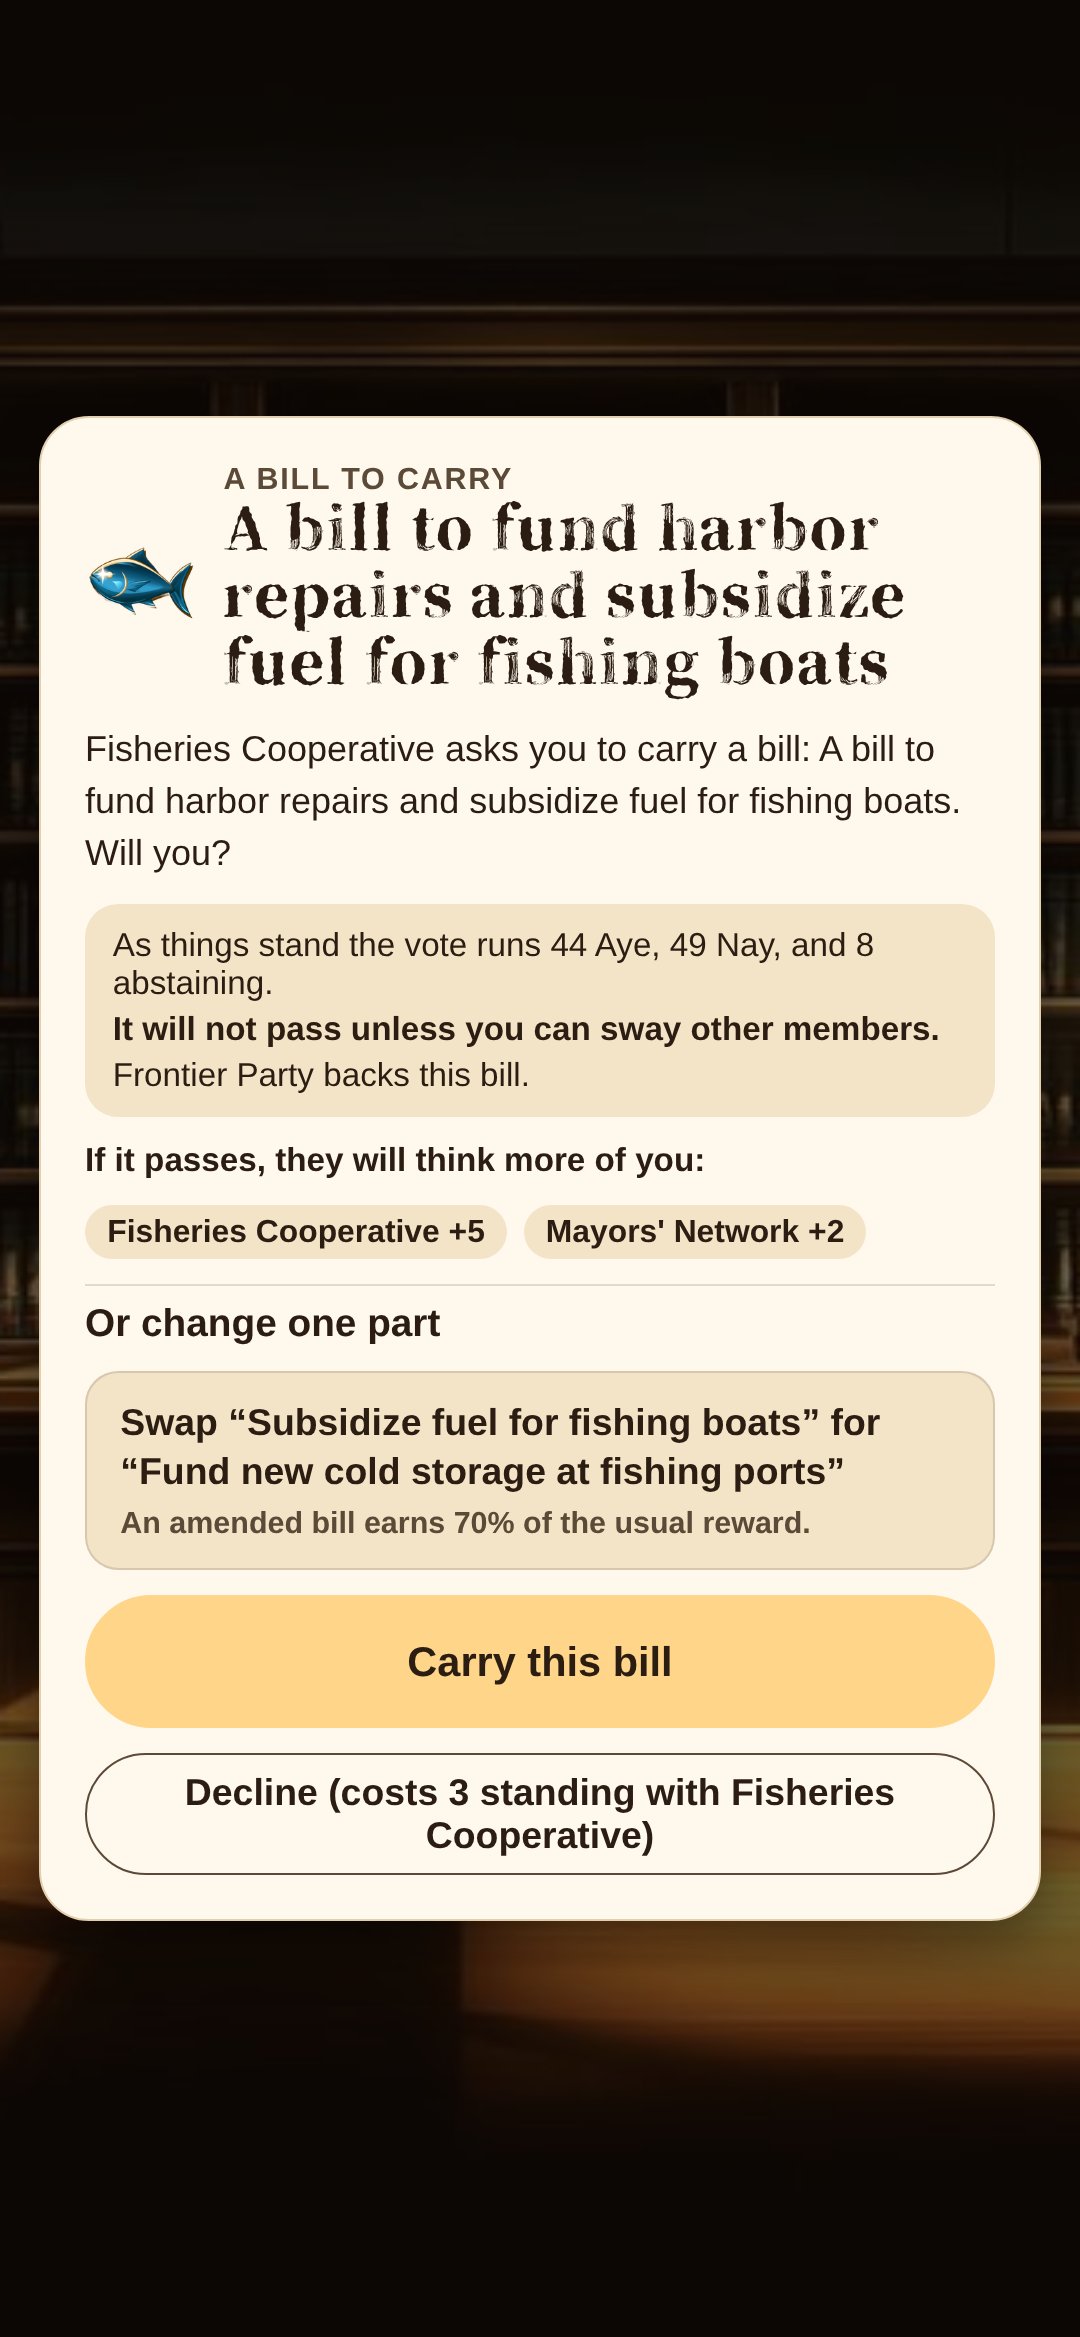 A BILL TO CARRY
A bill to fund harbor
repairs and subsidize
fuel for fishing boats
Fisheries Cooperative asks you to carry a bill: A bill to
fund harbor repairs and subsidize fuel for fishing boats.
Will you?
As things stand the vote runs 44 Aye, 49 Nay, and 8
abstaining.
It will not pass unless you can sway other members.
Frontier Party backs this bill.
If it passes, they will think more of you:
Fisheries Cooperative +5 Mayors' Network +2
Or change one part
Swap “Subsidize fuel for fishing boats” for
“Fund new cold storage at fishing ports”
An amended bill earns 70% of the usual reward.
Carry this bill
Decline (costs 3 standing with Fisheries
Cooperative)